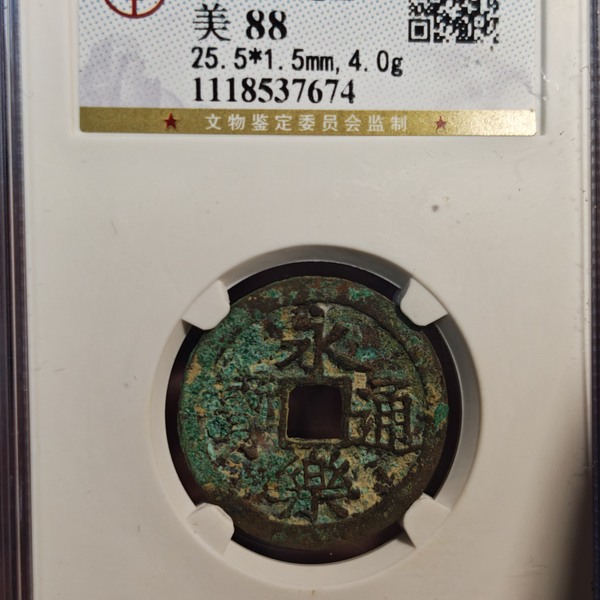 美 88
25.5*1.5mm,4.0g
1118537674
★ 文物鉴定委员会监制 ★
永樂通寳